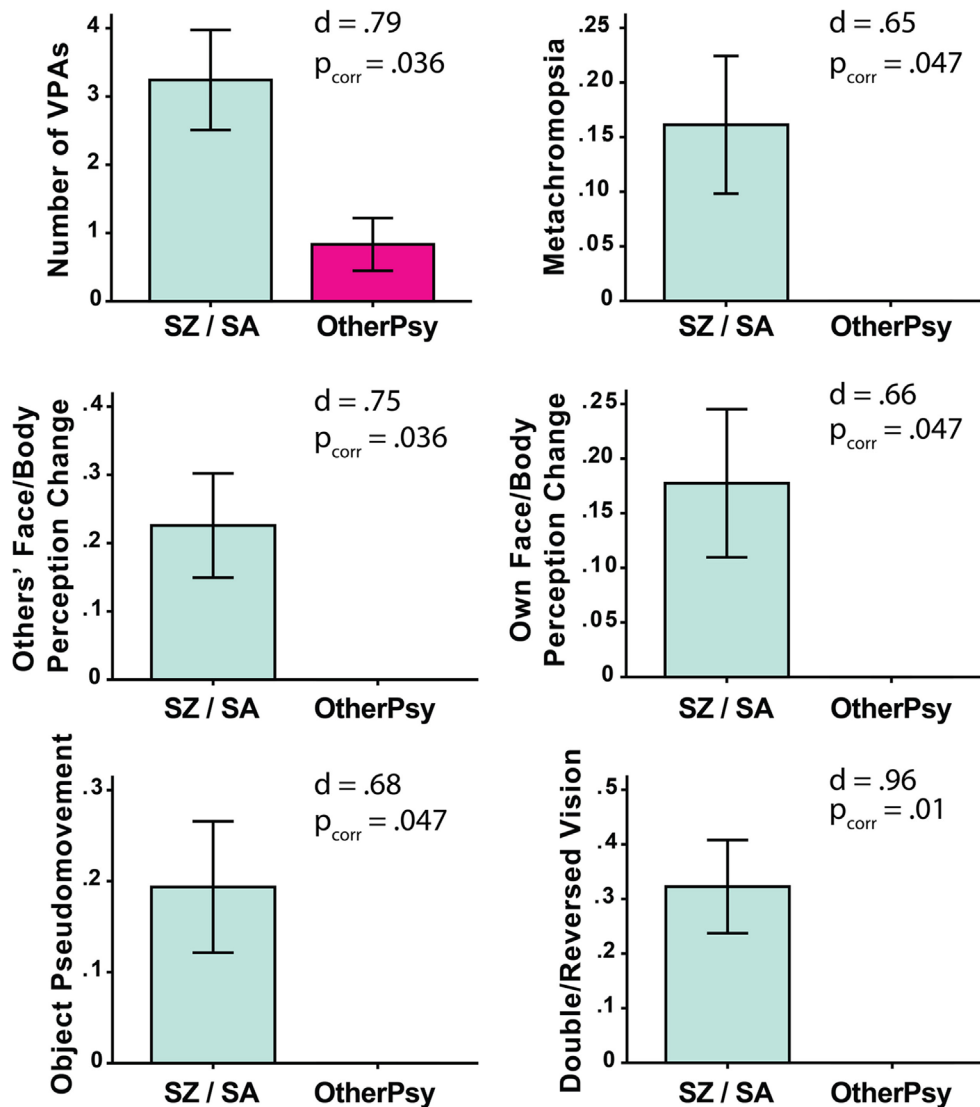 Number of VPAs
4
3
2
1
0
d = .79
p_corr = .036
SZ / SA
OtherPsy
Metachromopsia
.25
.20
.15
.10
.05
0
d = .65
p_corr = .047
SZ / SA
OtherPsy
Others' Face/Body
Perception Change
.4
.3
.2
.1
0
d = .75
p_corr = .036
SZ / SA
OtherPsy
Own Face/Body
Perception Change
.25
.20
.15
.10
.05
0
d = .66
p_corr = .047
SZ / SA
OtherPsy
Object Pseudomovement
.3
.2
.1
0
d = .68
p_corr = .047
SZ / SA
OtherPsy
Double/Reversed Vision
.5
.4
.3
.2
.1
0
d = .96
p_corr = .01
SZ / SA
OtherPsy